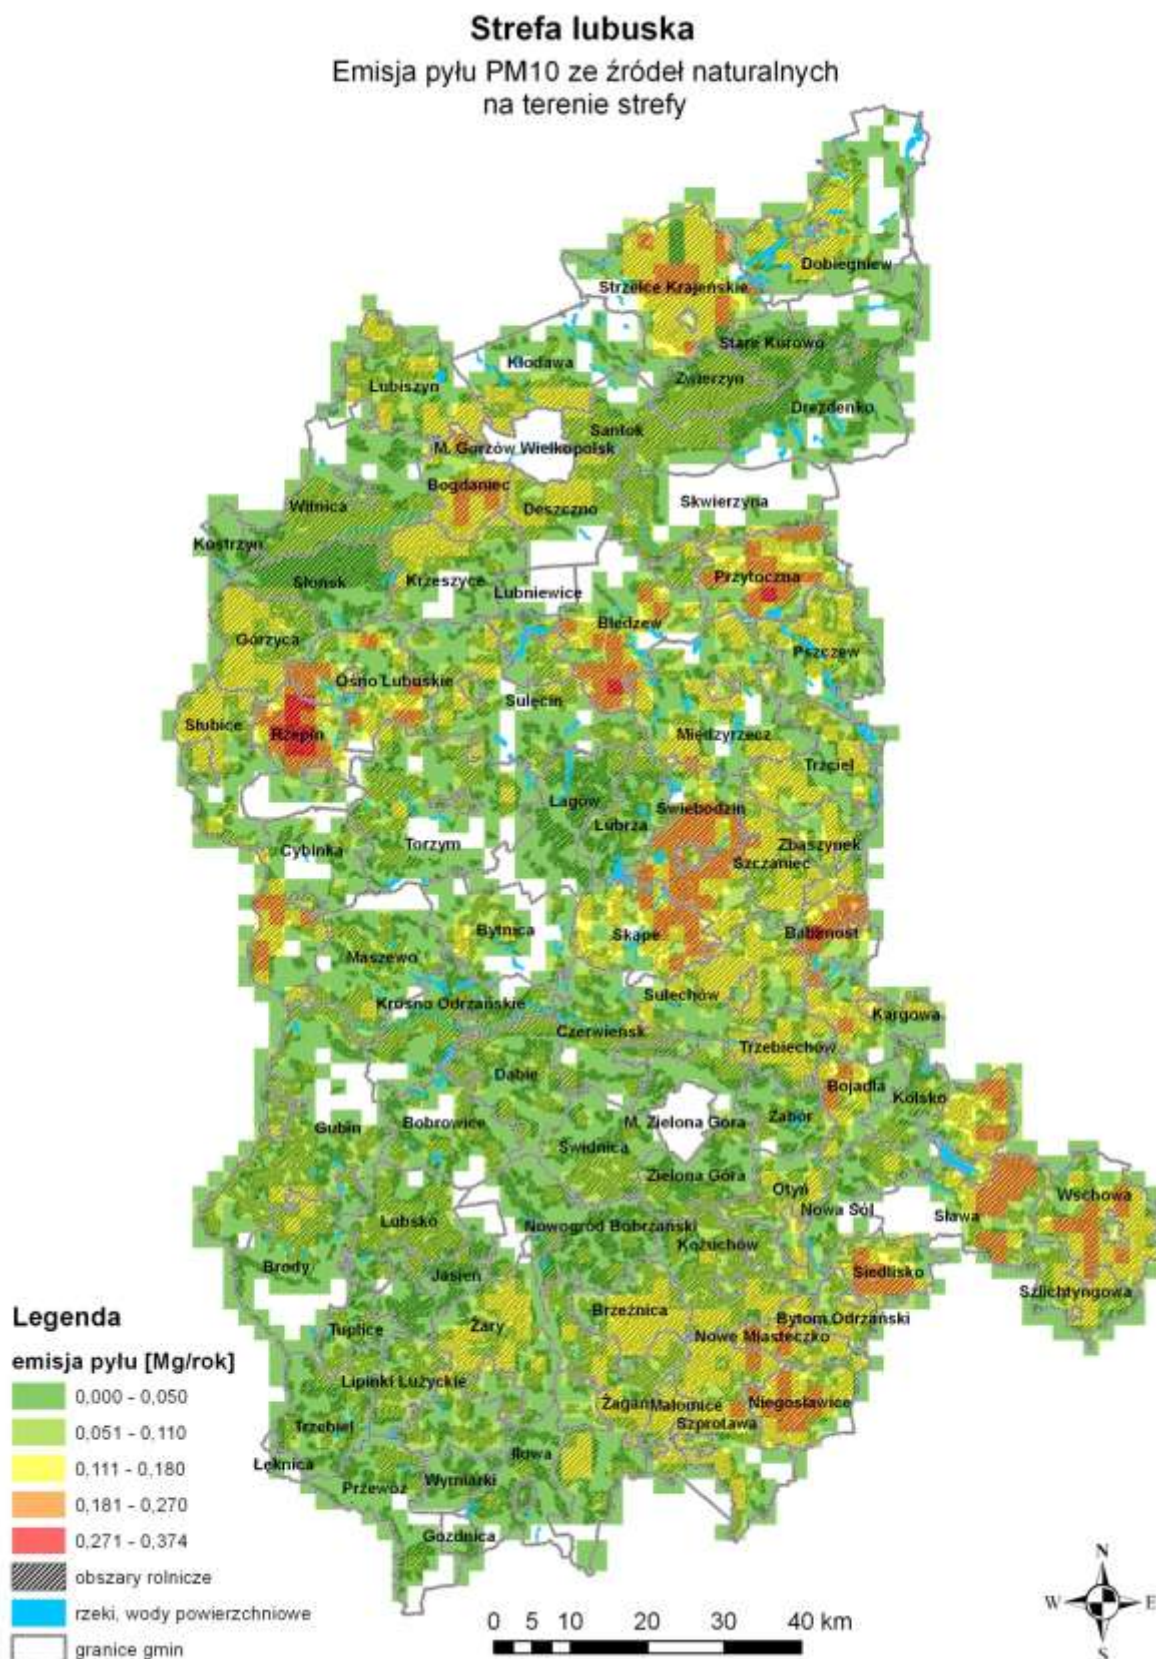 Strefa lubuska
Emisja pyłu PM10 ze źródeł naturalnych
na terenie strefy
Dobiegniew
Strzelce Krajeńskie
Stare Kurowo
Kłodawa
Zwierzyn
Lubiszyn
Drezdenko
Santok
M. Gorzów Wielkopolsk
Bogdaniec
Skwierzyna
Witnica
Deszczno
Kostrzyn
Przytoczna
Słońsk
Krzeszyce
Lubniewice
Bledzew
Górzyca
Pszczew
Ośno Lubuskie
Sulęcin
Słubice
Rzepin
Międzyrzecz
Trzciel
Łagów
Świebodzin
Lubrza
Cybinka
Torzym
Zbąszynek
Szczaniec
Bytnica
Skąpe
Babimost
Maszewo
Sulechów
Krosno Odrzańskie
Kargowa
Czerwieńsk
Trzebiechów
Dąbie
Bojadła
Kolsko
Gubin
Bobrowice
M. Zielona Góra
Zabór
Świdnica
Zielona Góra
Otyń
Wschowa
Nowa Sól
Sława
Lubsko
Nowogród Bobrzański
Kożuchów
Brody
Jasień
Siedlisko
Szlichtyngowa
Brzeźnica
Bytom Odrzański
Tuplice
Żary
Nowe Miasteczko
Lipinki Łużyckie
Żagań
Małomice
Niegosławice
Szprotawa
Trzebiel
Iłowa
Łęknica
Przewóz
Wymiarki
Gozdnica
Legenda
emisja pyłu [Mg/rok]
0,000 - 0,050
0,051 - 0,110
0,111 - 0,180
0,181 - 0,270
0,271 - 0,374
obszary rolnicze
rzeki, wody powierzchniowe
granice gmin
0 5 10 20 30 40 km
N
W E
S